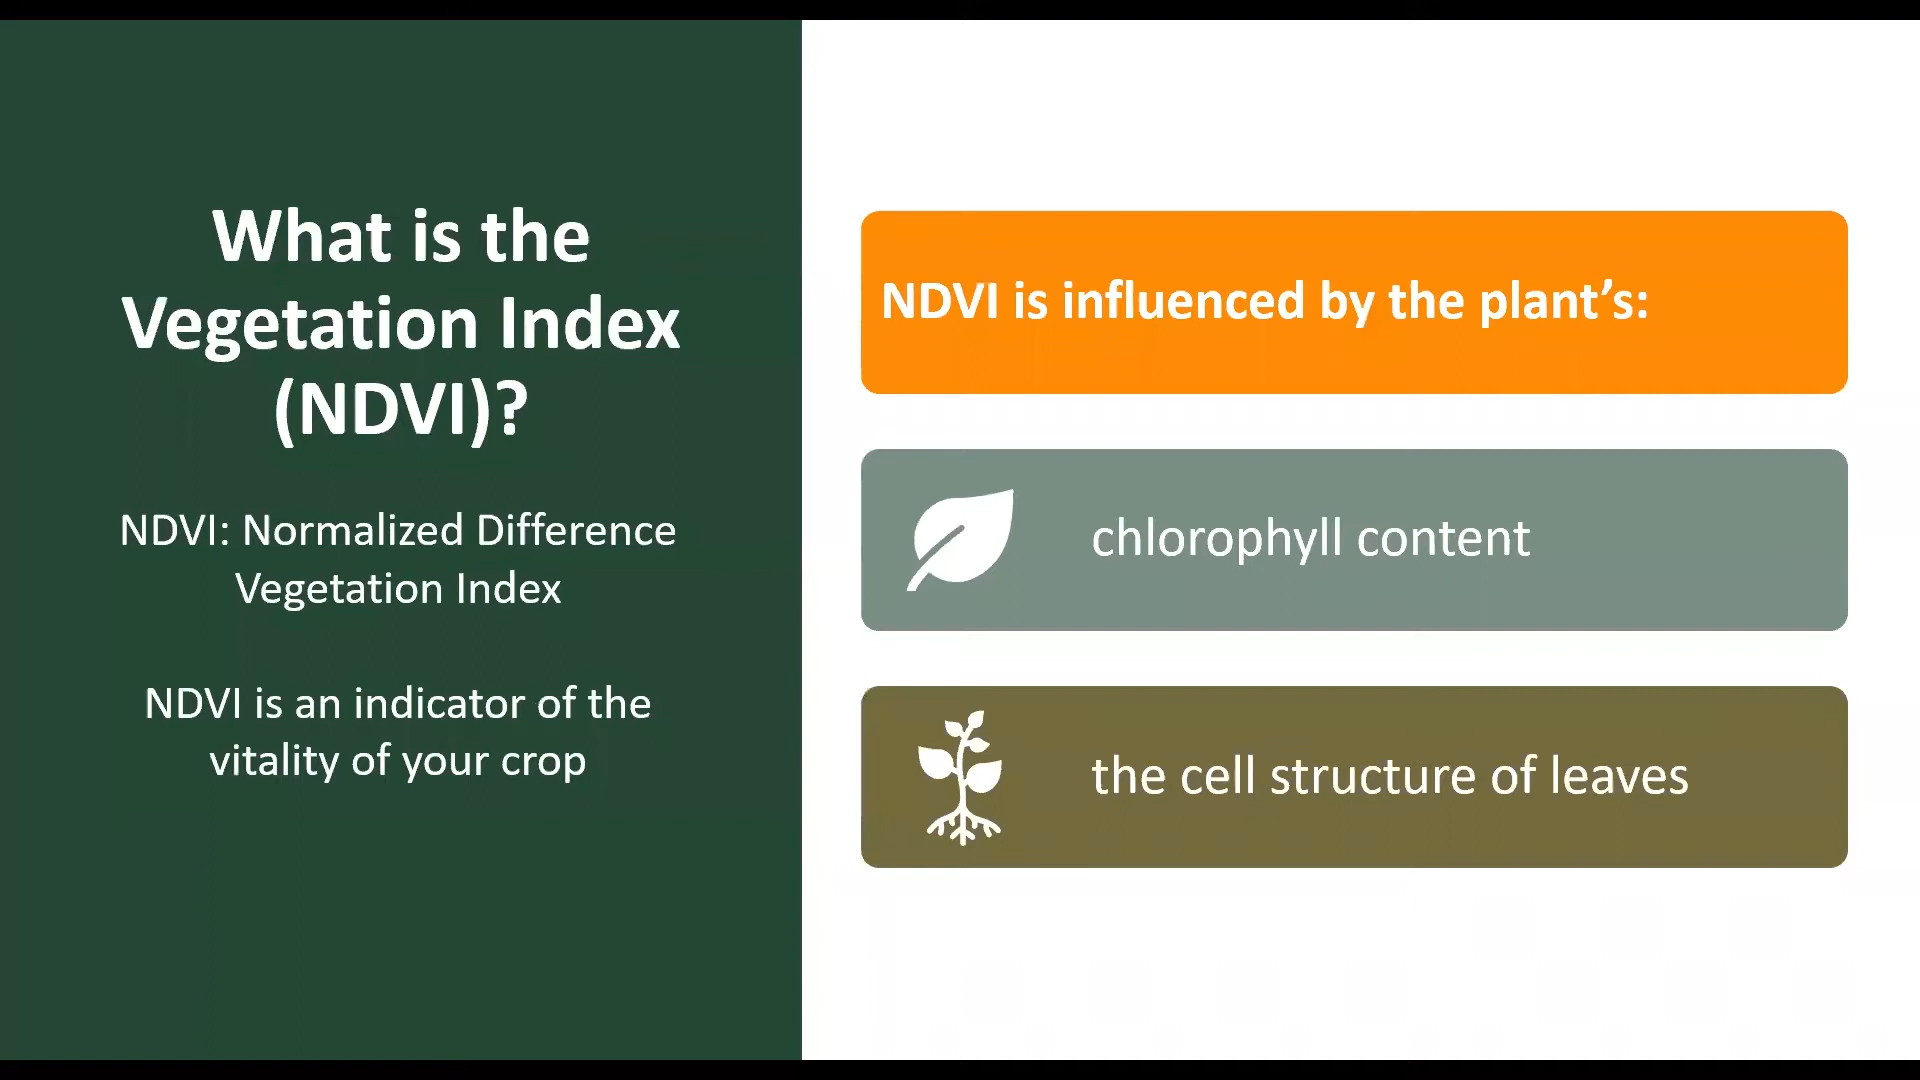 What is the
Vegetation Index
(NDVI)?
NDVI: Normalized Difference
Vegetation Index
NDVI is an indicator of the
vitality of your crop
NDVI is influenced by the plant’s:
chlorophyll content
the cell structure of leaves